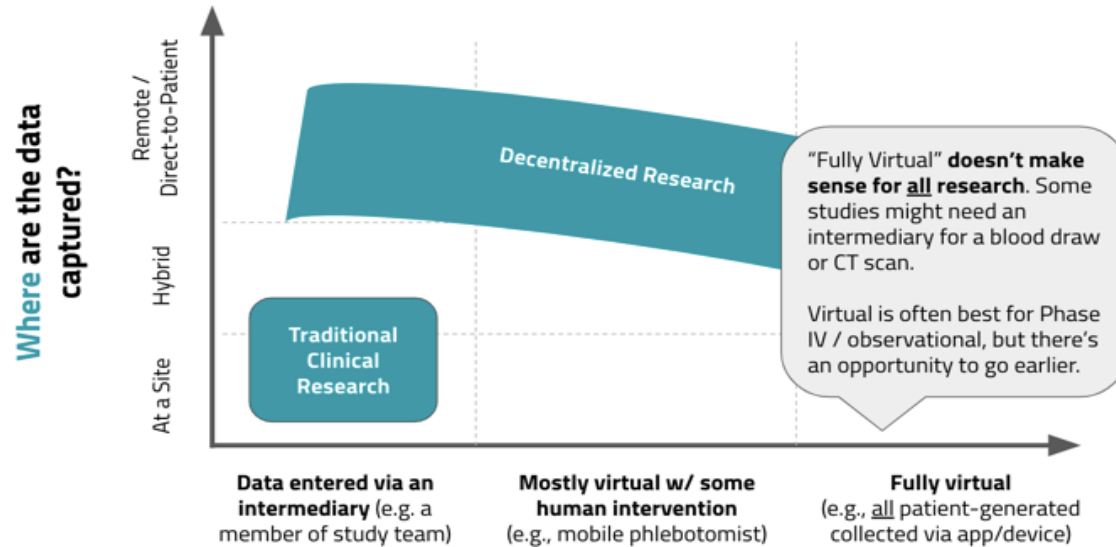 Where are the data
captured?
Remote /
Direct-to-Patient
Hybrid
At a Site
Decentralized Research
Traditional
Clinical
Research
“Fully Virtual” doesn’t make
sense for all research. Some
studies might need an
intermediary for a blood draw
or CT scan.
Virtual is often best for Phase
IV / observational, but there’s
an opportunity to go earlier.
Data entered via an
intermediary (e.g. a
member of study team)
Mostly virtual w/ some
human intervention
(e.g., mobile phlebotomist)
Fully virtual
(e.g., all patient-generated
collected via app/device)